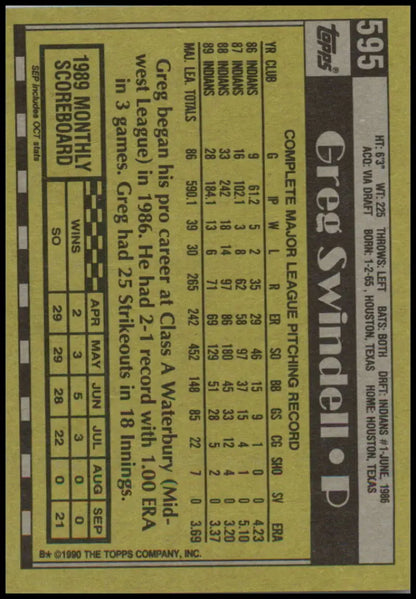 595
Topps®
Greg Swindell • P
HT: 6'3" WT: 225 THROWS: LEFT BATS: BOTH DRFT: INDIANS #1-JUNE, 1986
ACQ: VIA DRAFT BORN: 1-2-65, HOUSTON, TEXAS HOME: HOUSTON, TEXAS
COMPLETE MAJOR LEAGUE PITCHING RECORD
YR CLUB G IP W L R ER SO BB GS CG SHO SV ERA
86 INDIANS 9 61.2 5 2 35 29 46 15 9 1 0 0 4.23
87 INDIANS 16 102.1 3 8 62 58 97 37 15 4 1 0 5.10
88 INDIANS 33 242 18 14 97 86 180 45 33 12 4 0 3.20
89 INDIANS 28 184.1 13 6 71 69 129 51 28 5 2 0 3.37
MAJ. LEA. TOTALS 86 590.1 39 30 265 242 452 148 85 22 7 0 3.69
Greg began his pro career at Class A Waterbury (Mid-
west League) in 1986. He had 2-1 record with 1.00 ERA
in 3 games. Greg had 25 Strikeouts in 18 Innings.
1989 MONTHLY
SCOREBOARD
SEP includes OCT stats
APR MAY JUN JUL AUG SEP
WINS 2 3 5 3 0 0
SO 29 29 28 22 0 21
B* ©1990 THE TOPPS COMPANY, INC.